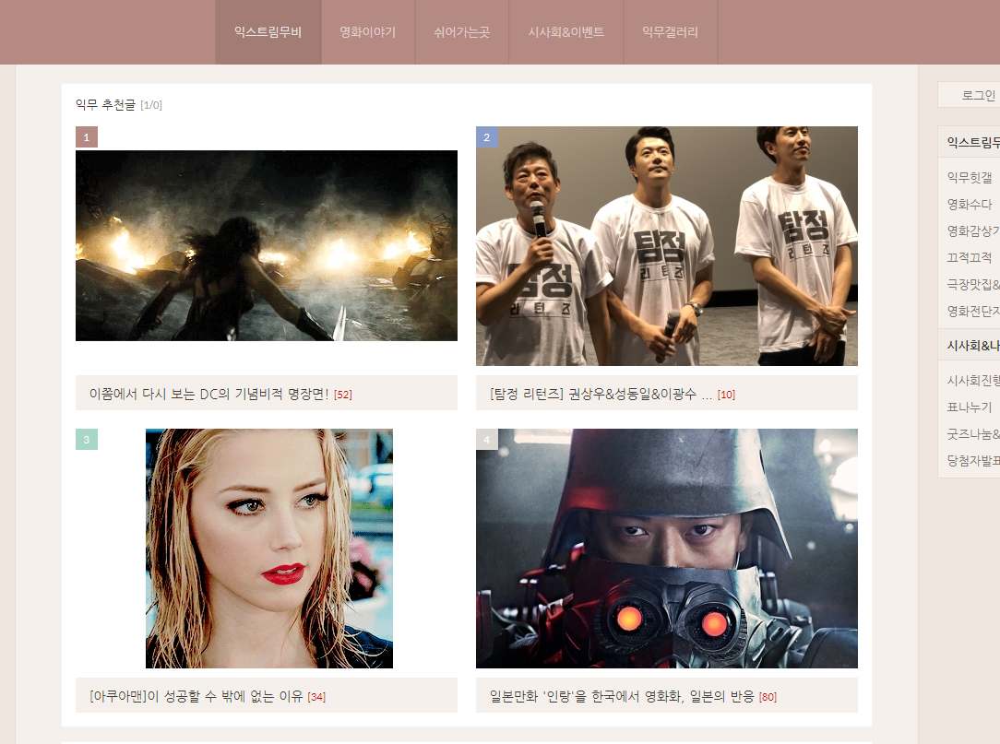 익스트림무비 영화이야기 쉬어가는곳 시사회&이벤트 익무갤러리
로그인
익무 추천글 [1/0]
1
2
탐정
리턴즈
탐정
리턴즈
탐정
리턴즈
이쯤에서 다시 보는 DC의 기념비적 명장면! [52]
[탐정 리턴즈] 권상우&성동일&이광수 ... [10]
3
4
[아쿠아맨]이 성공할 수 밖에 없는 이유 [34]
일본만화 '인랑'을 한국에서 영화화, 일본의 반응 [80]
익스트림무
익무힛갤
영화수다
영화감상기
끄적끄적
극장맛집&
영화전단지
시사회&나
시사회진행
표나누기
굿즈나눔&
당첨자발표